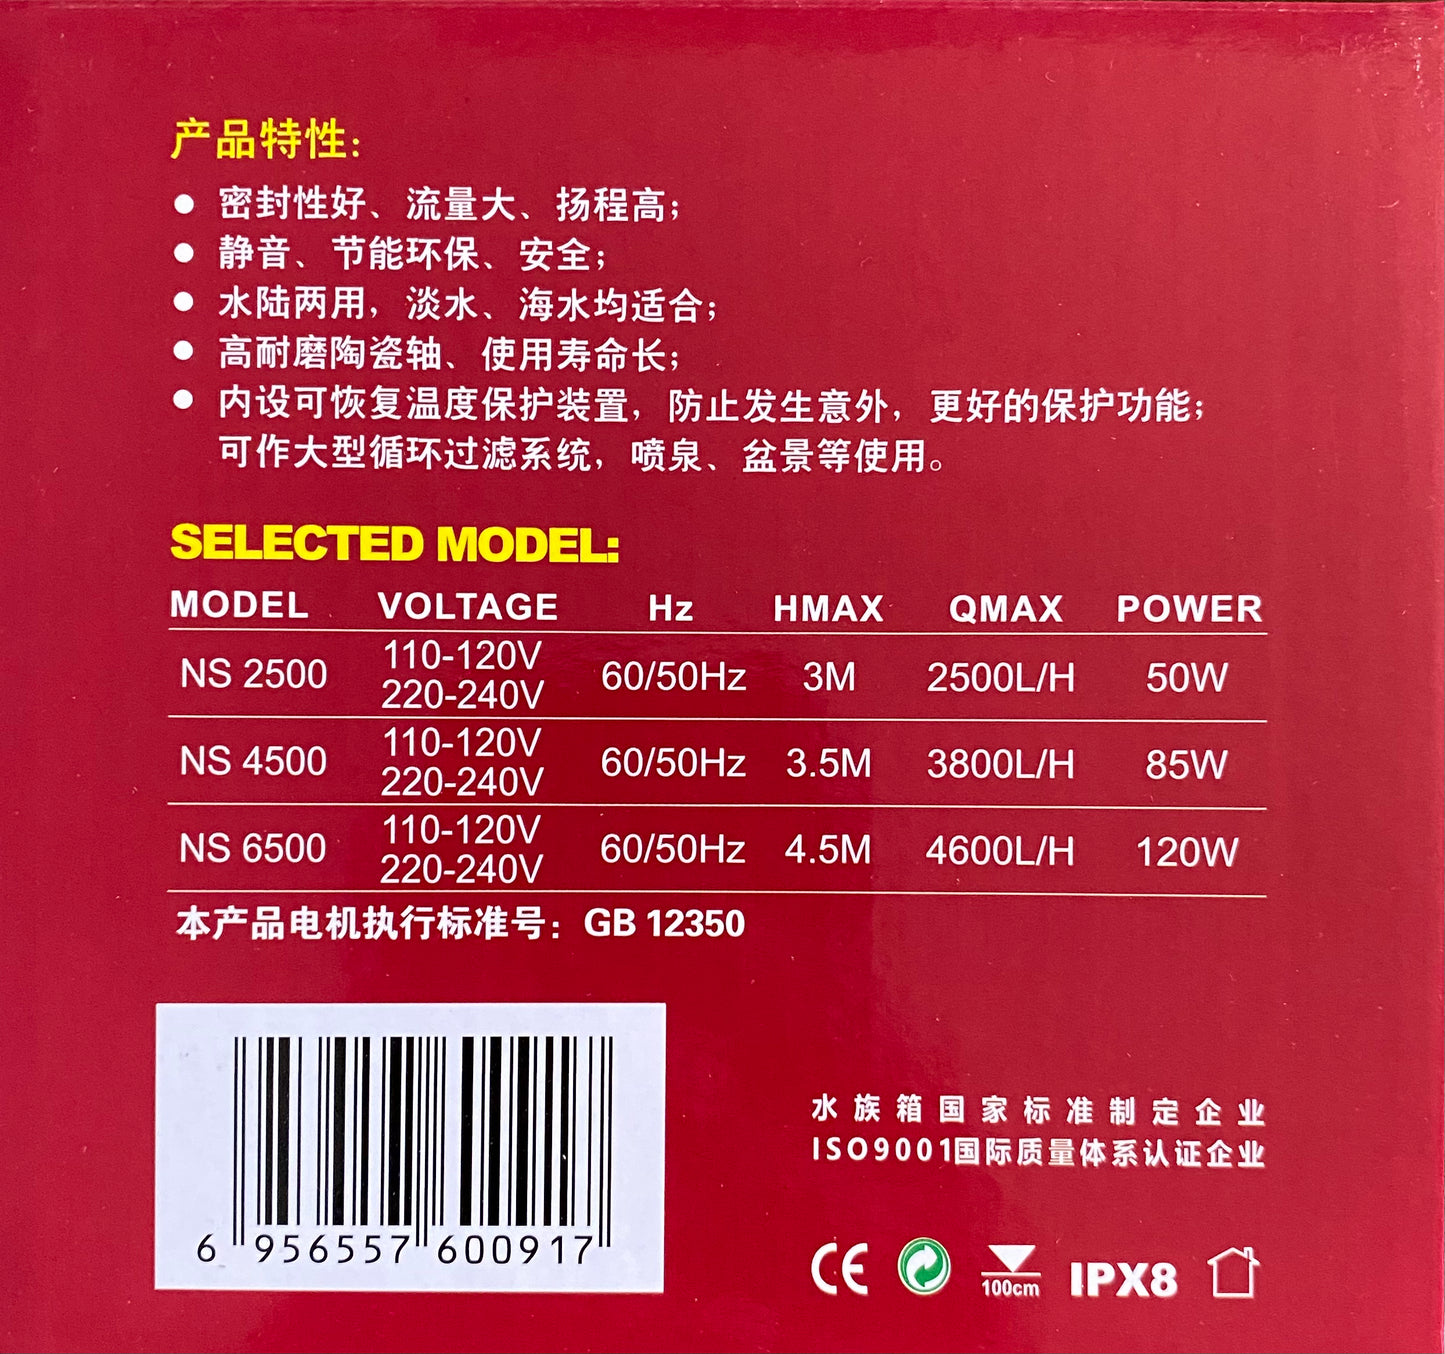 产品特性：
● 密封性好、流量大、扬程高；
● 静音、节能环保、安全；
● 水陆两用，淡水、海水均适合；
● 高耐磨陶瓷轴、使用寿命长；
● 内设可恢复温度保护装置，防止发生意外，更好的保护功能；
可作大型循环过滤系统，喷泉、盆景等使用。
SELECTED MODEL:
MODEL VOLTAGE Hz HMAX QMAX POWER
NS 2500 110-120V 220-240V 60/50Hz 3M 2500L/H 50W
NS 4500 110-120V 220-240V 60/50Hz 3.5M 3800L/H 85W
NS 6500 110-120V 220-240V 60/50Hz 4.5M 4600L/H 120W
本产品电机执行标准号：GB 12350
水族箱国家标准制定企业
ISO9001国际质量体系认证企业
6 956557 600917
CE 100cm IPX8